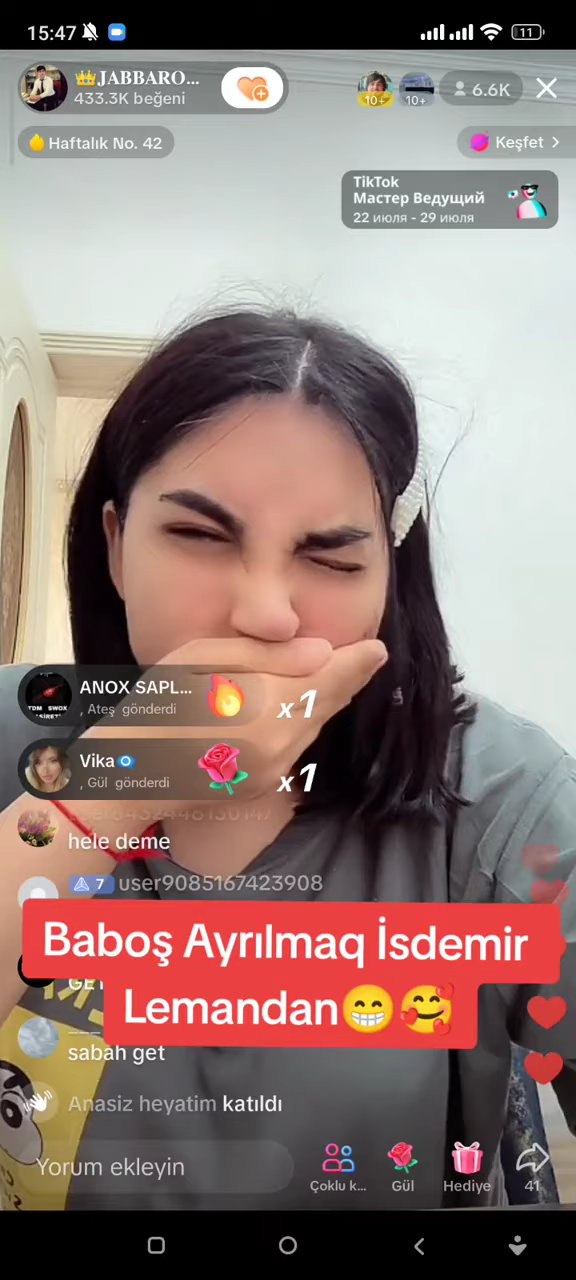 15:47
11
👑JABBARO...
433.3K beğeni
10+
10+
6.6K
Haftalık No. 42
Keşfet >
TikTok
Мастер Ведущий
22 июля - 29 июля
ANOX SAPL...
, Ateş gönderdi
x1
Vika🧿
, Gül gönderdi
x1
hele deme
7 user9085167423908
Baboş Ayrılmaq İsdemir
Lemandan😁🥰
sabah get
Anasiz heyatim katıldı
Yorum ekleyin
Çoklu k...
Gül
Hediye
41